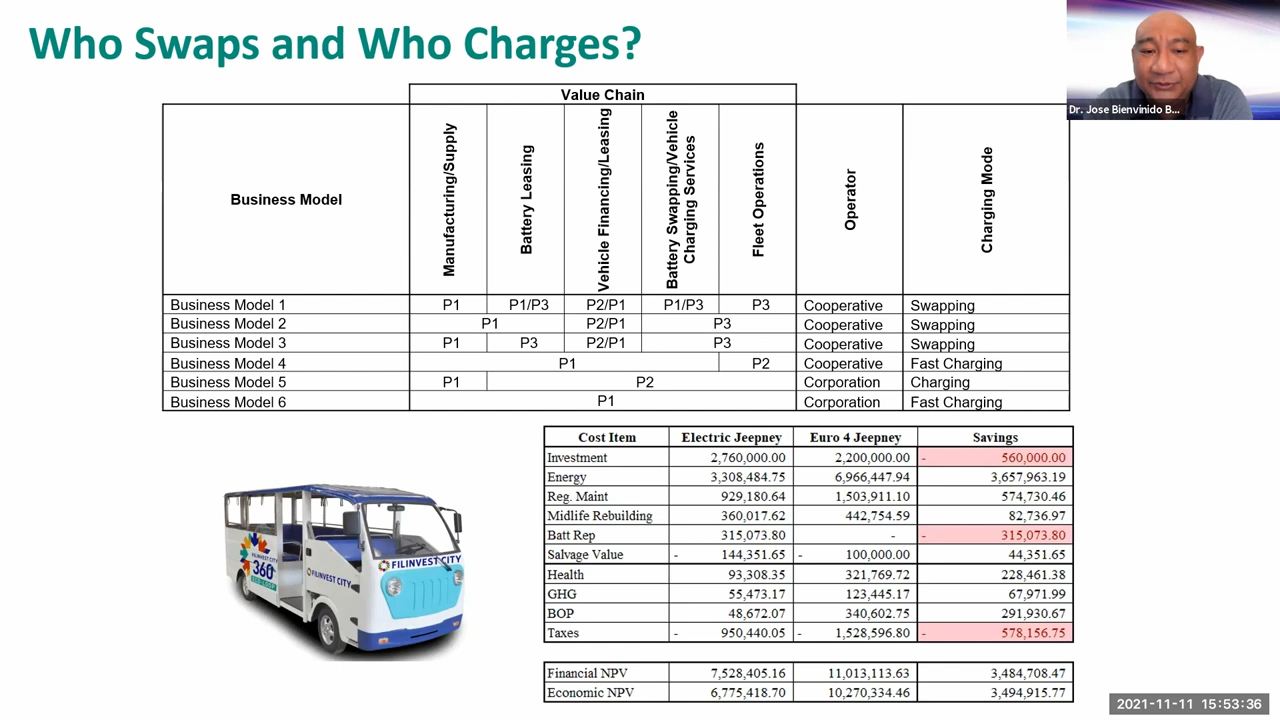 Who Swaps and Who Charges?
Dr. Jose Bienvinido B...
Value Chain
Business Model
Manufacturing/Supply
Battery Leasing
Vehicle Financing/Leasing
Battery Swapping/Vehicle
Charging Services
Fleet Operations
Operator
Charging Mode
Business Model 1 P1 P1/P3 P2/P1 P1/P3 P3 Cooperative Swapping
Business Model 2 P1 P2/P1 P3 Cooperative Swapping
Business Model 3 P1 P3 P2/P1 P3 Cooperative Swapping
Business Model 4 P1 P2 Cooperative Fast Charging
Business Model 5 P1 P2 Corporation Charging
Business Model 6 P1 Corporation Fast Charging
Cost Item Electric Jeepney Euro 4 Jeepney Savings
Investment 2,760,000.00 2,200,000.00 - 560,000.00
Energy 3,308,484.75 6,966,447.94 3,657,963.19
Reg. Maint 929,180.64 1,503,911.10 574,730.46
Midlife Rebuilding 360,017.62 442,754.59 82,736.97
Batt Rep 315,073.80 - - 315,073.80
Salvage Value - 144,351.65 - 100,000.00 44,351.65
Health 93,308.35 321,769.72 228,461.38
GHG 55,473.17 123,445.17 67,971.99
BOP 48,672.07 340,602.75 291,930.67
Taxes - 950,440.05 - 1,528,596.80 - 578,156.75
Financial NPV 7,528,405.16 11,013,113.63 3,484,708.47
Economic NPV 6,775,418.70 10,270,334.46 3,494,915.77
FILINVEST CITY
360
ECO-LOOP
FILINVEST CITY
FILINVEST CITY
2021-11-11 15:53:36